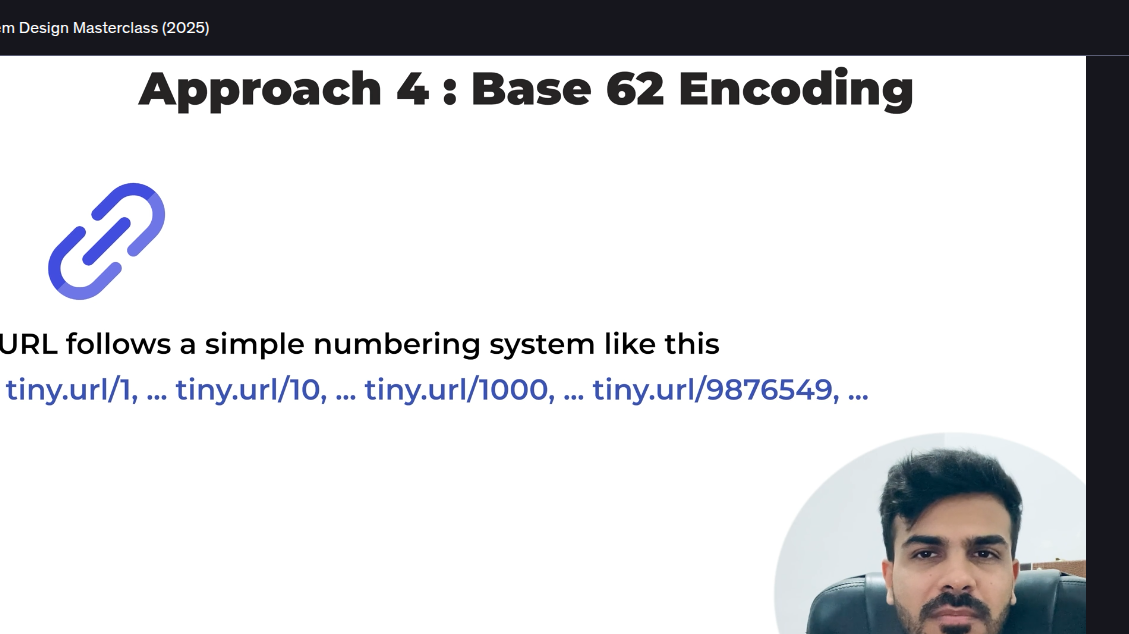 em Design Masterclass (2025)
Approach 4 : Base 62 Encoding
URL follows a simple numbering system like this
tiny.url/1, ... tiny.url/10, ... tiny.url/1000, ... tiny.url/9876549, ...